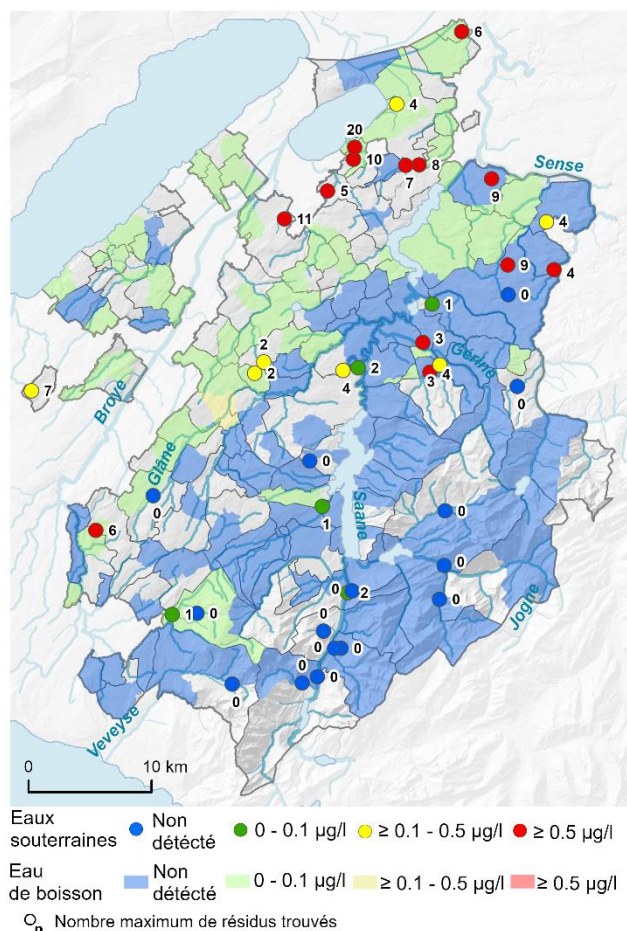 6
4
20
10
7
8
5
Sense
9
11
4
9
4
0
1
3
2
2
Gérine
4
2
3
4
0
7
Broye
0
Glâne
0
Saane
1
0
6
0
0
2
1
0
0
0
Jogne
0
0
0
0
0
Veveyse
0 10 km
Eaux souterraines
Non détécté
0 - 0.1 µg/l
≥ 0.1 - 0.5 µg/l
≥ 0.5 µg/l
Eau de boisson
Non détécté
0 - 0.1 µg/l
≥ 0.1 - 0.5 µg/l
≥ 0.5 µg/l
n Nombre maximum de résidus trouvés